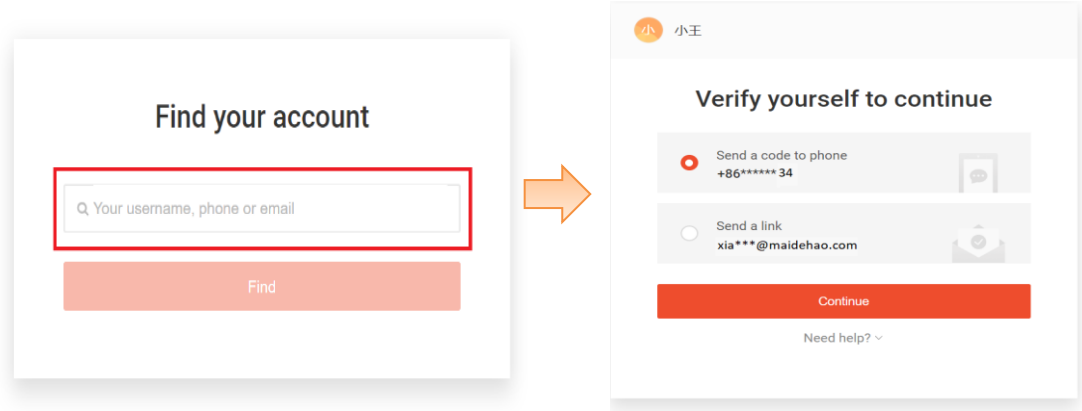 Find your account
Your username, phone or email
Find
小 小王
Verify yourself to continue
Send a code to phone
+86****** 34
Send a link
xia***@maidehao.com
Continue
Need help?